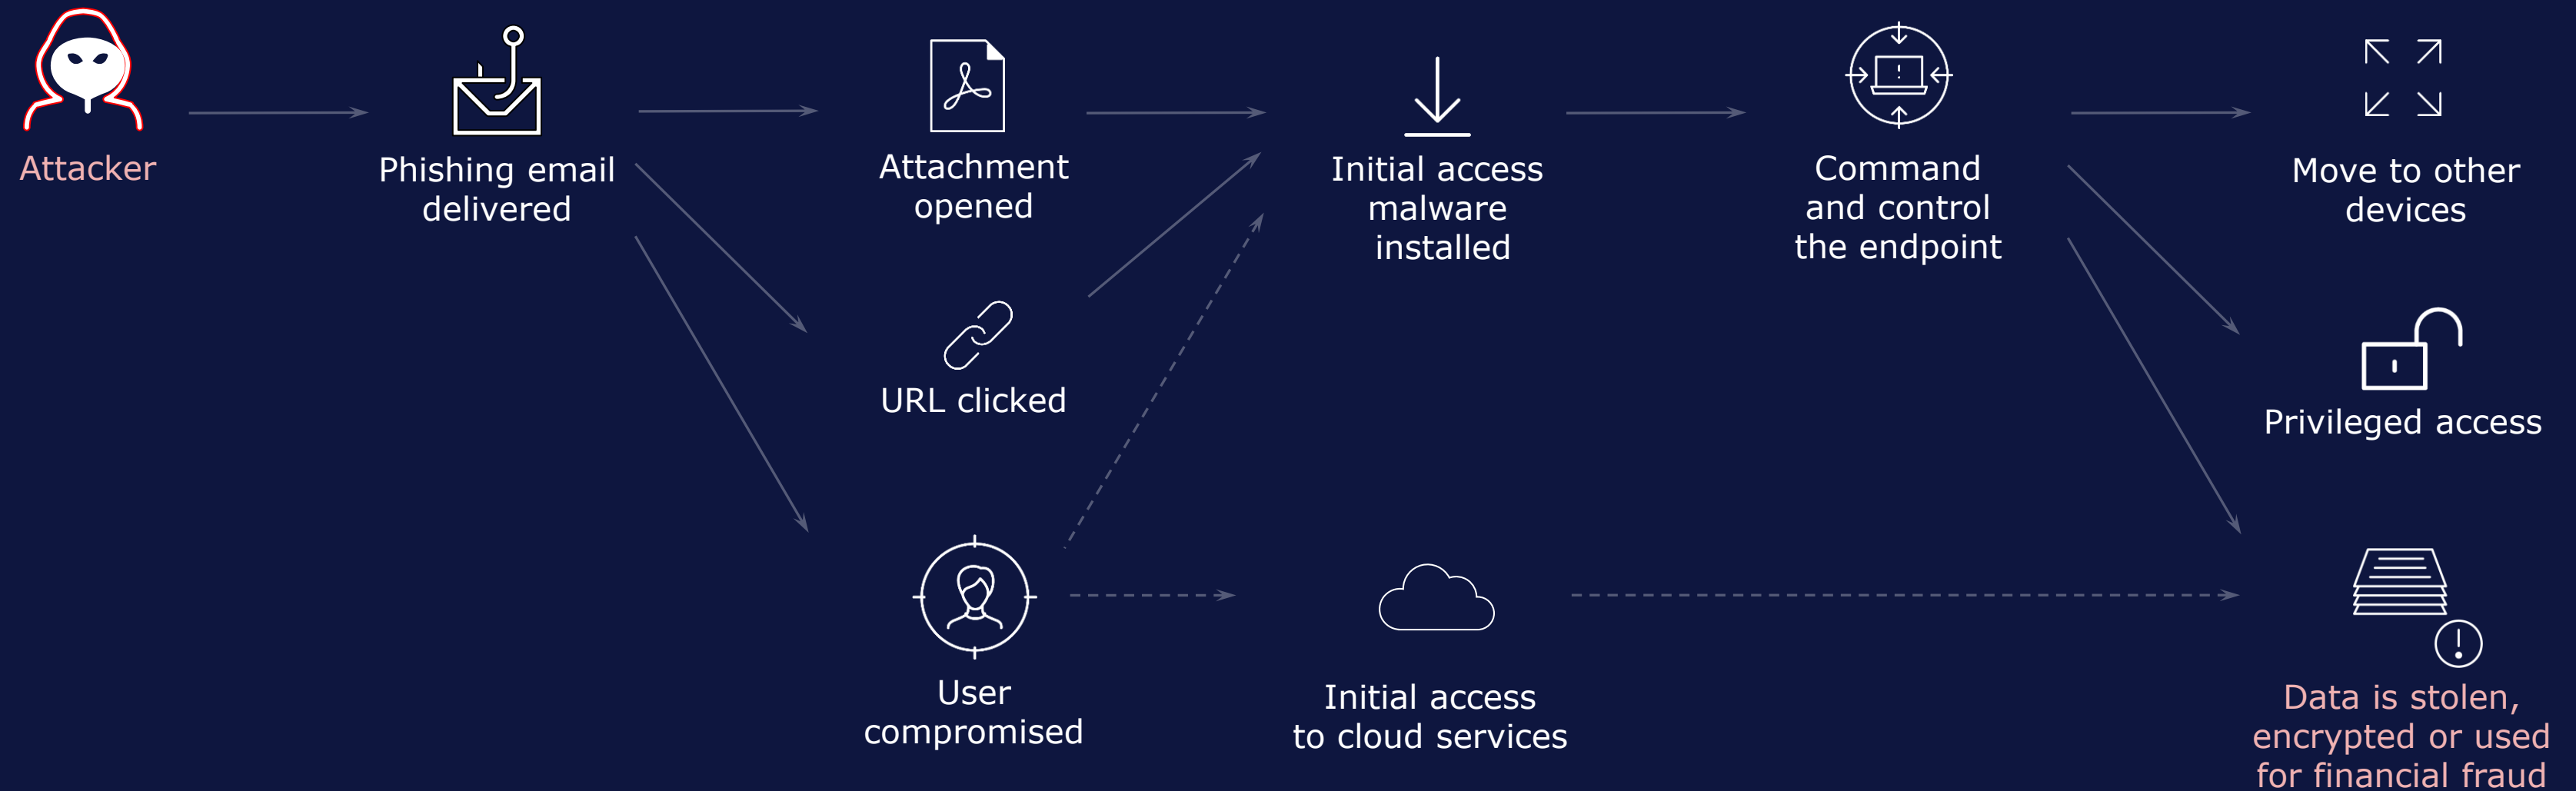 Attacker
Phishing email
delivered
Attachment
opened
Initial access
malware
installed
Command
and control
the endpoint
Move to other
devices
URL clicked
Privileged access
User
compromised
Initial access
to cloud services
Data is stolen,
encrypted or used
for financial fraud